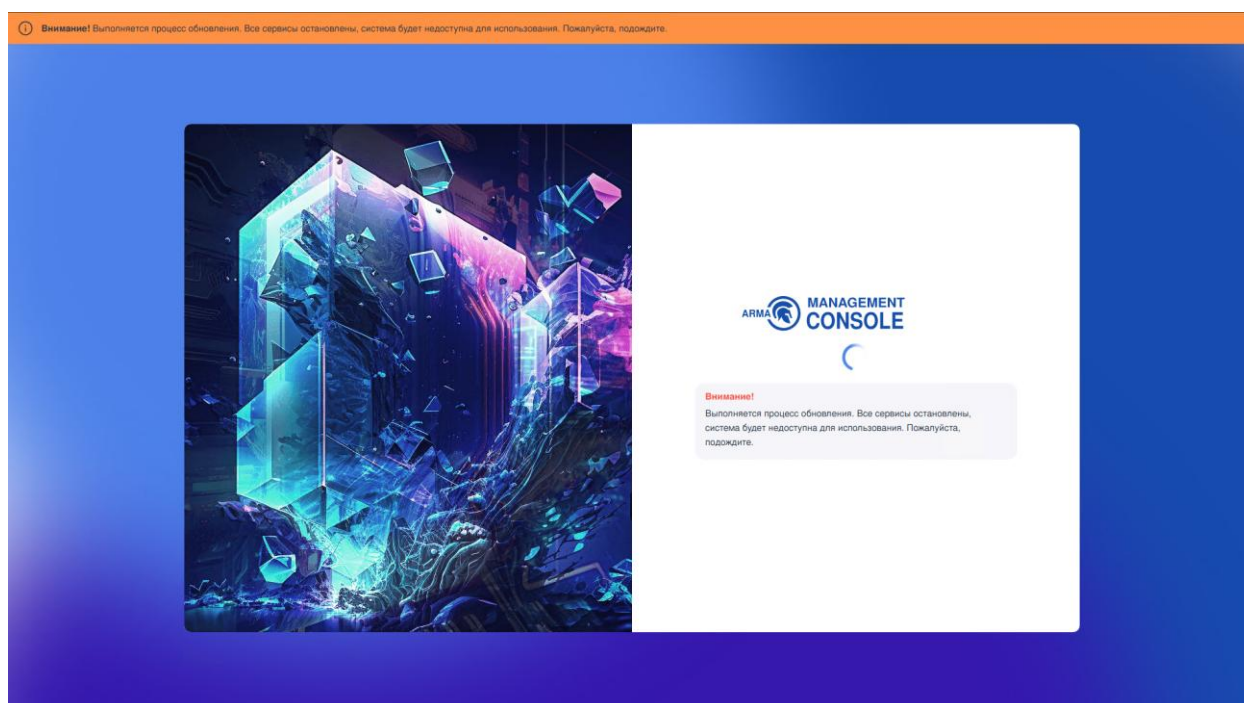 Внимание! Выполняется процесс обновления. Все сервисы остановлены, система будет недоступна для использования. Пожалуйста, подождите.
ARMA
MANAGEMENT
CONSOLE
Внимание!
Выполняется процесс обновления. Все сервисы остановлены,
система будет недоступна для использования. Пожалуйста,
подождите.